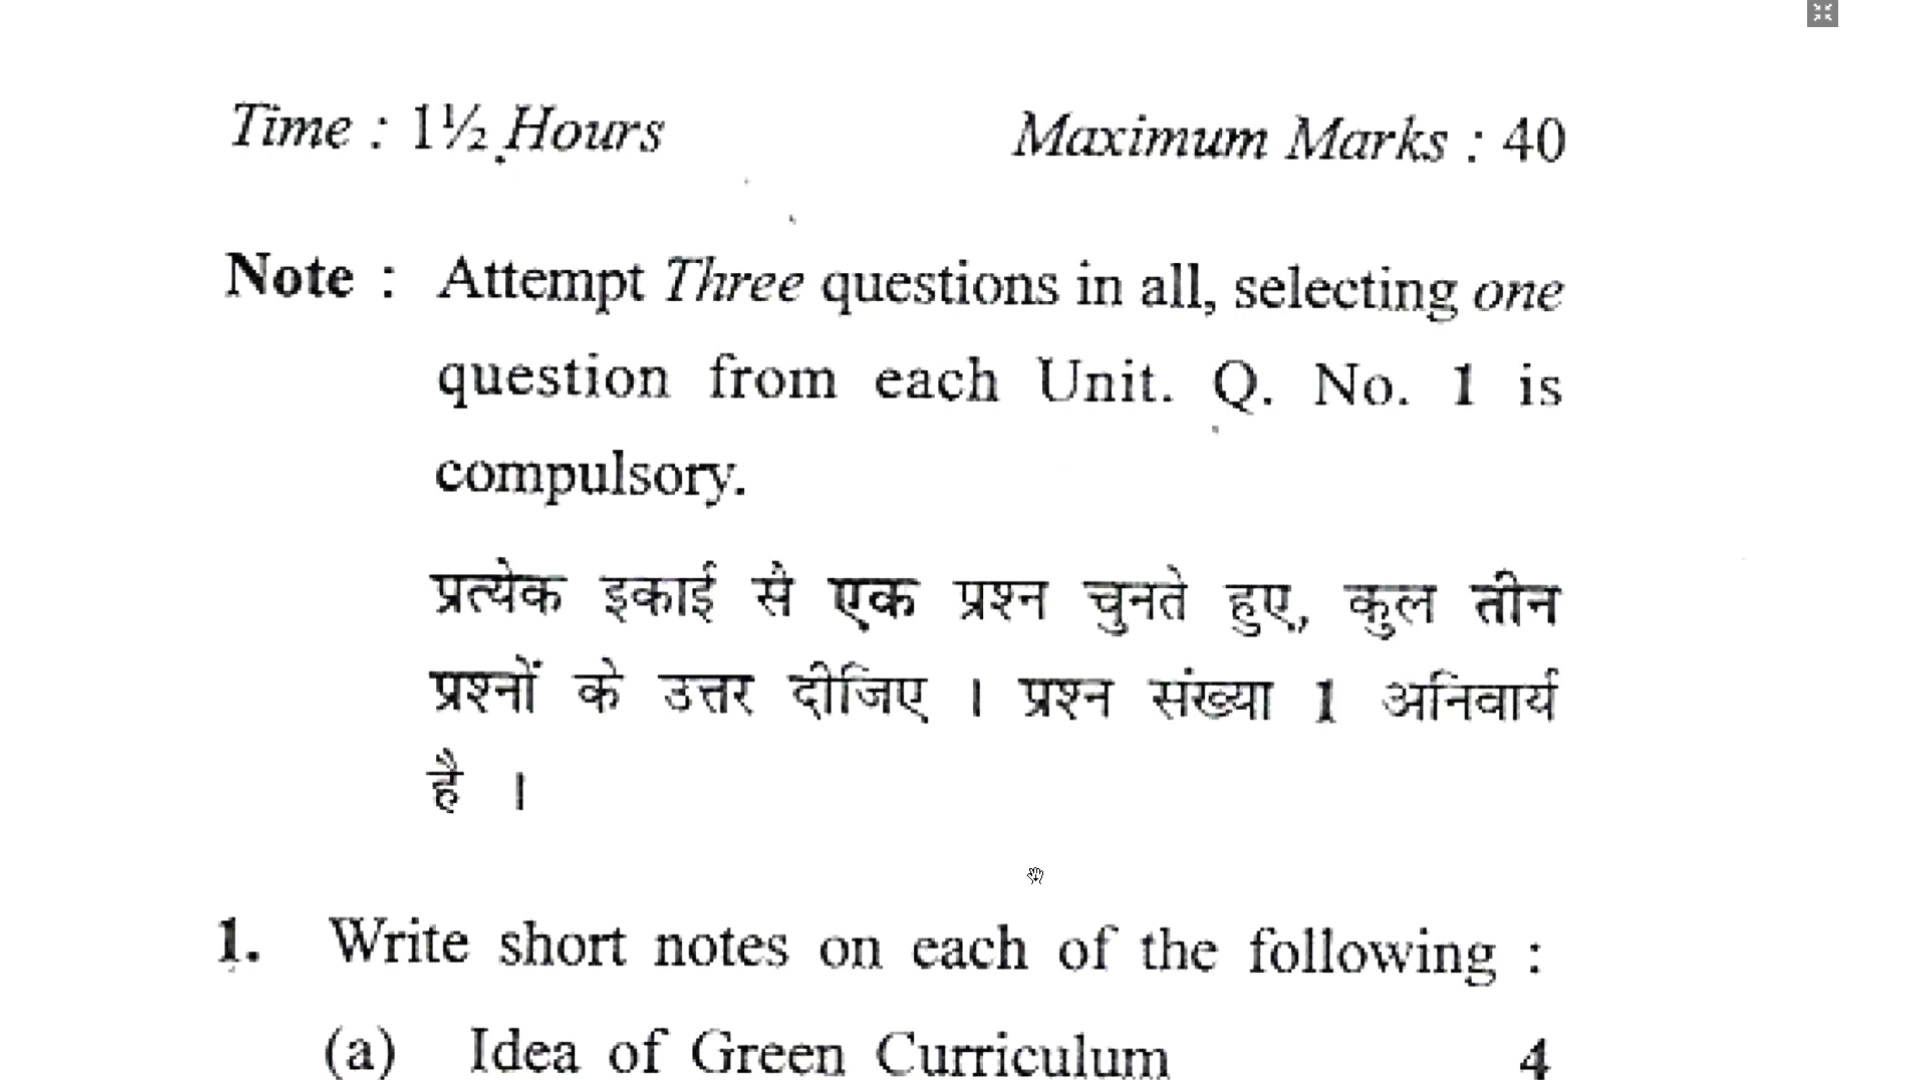 Time : 1½ Hours Maximum Marks : 40
Note : Attempt Three questions in all, selecting one
question from each Unit. Q. No. 1 is
compulsory.
प्रत्येक इकाई से एक प्रश्न चुनते हुए, कुल तीन
प्रश्नों के उत्तर दीजिए । प्रश्न संख्या 1 अनिवार्य
है ।
1. Write short notes on each of the following :
(a) Idea of Green Curriculum 4